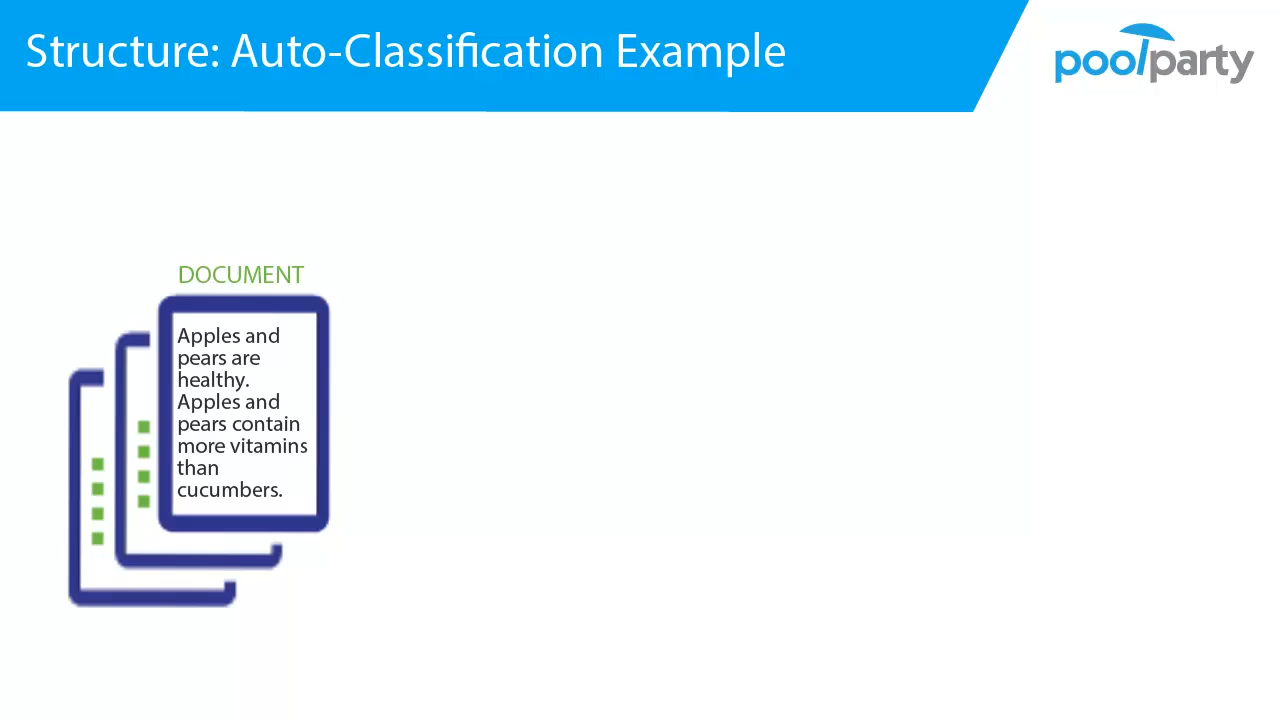 Structure: Auto-Classification Example
poolparty
DOCUMENT
Apples and
pears are
healthy.
Apples and
pears contain
more vitamins
than
cucumbers.